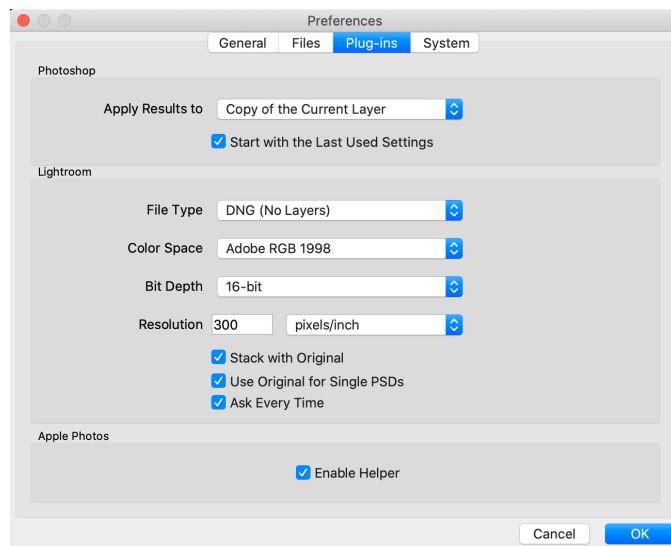 Preferences
General Files Plug-ins System
Photoshop
Apply Results to Copy of the Current Layer
Start with the Last Used Settings
Lightroom
File Type DNG (No Layers)
Color Space Adobe RGB 1998
Bit Depth 16-bit
Resolution 300 pixels/inch
Stack with Original
Use Original for Single PSDs
Ask Every Time
Apple Photos
Enable Helper
Cancel OK